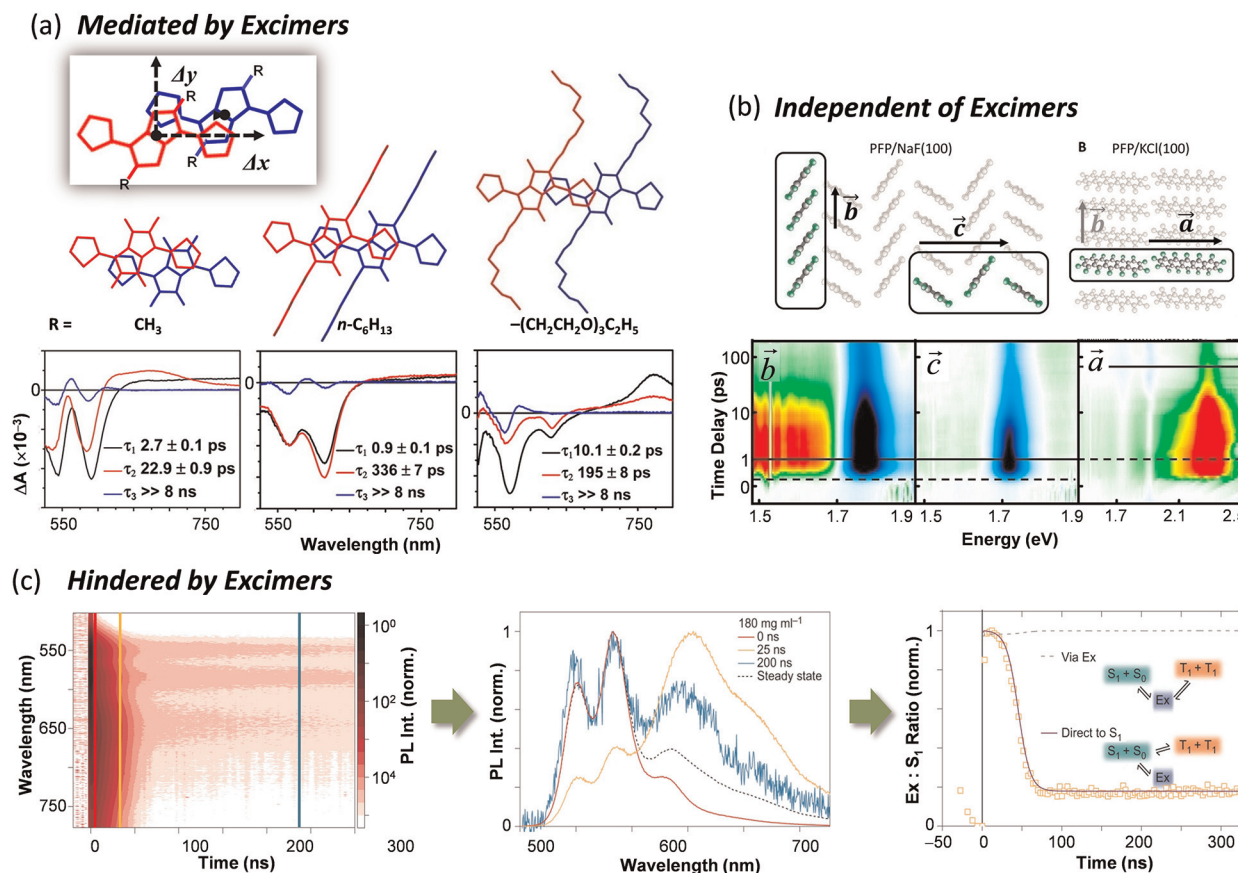 (a) Mediated by Excimers
R
Δy
R
R
Δx
R
R = CH₃ n-C₆H₁₃ –(CH₂CH₂O)₃C₂H₅
ΔA (×10⁻³)
0
τ₁ 2.7 ± 0.1 ps
τ₂ 22.9 ± 0.9 ps
τ₃ >> 8 ns
550 750
0
τ₁ 0.9 ± 0.1 ps
τ₂ 336 ± 7 ps
τ₃ >> 8 ns
550 750
0
τ₁ 10.1 ± 0.2 ps
τ₂ 195 ± 8 ps
τ₃ >> 8 ns
550 750
Wavelength (nm)
(b) Independent of Excimers
PFP/NaF(100)
b
c
B PFP/KCl(100)
b
a
Time Delay (ps)
100
10
1
0
b c a
1.5 1.7 1.9 1.5 1.7 1.9 1.7 2.1 2.5
Energy (eV)
(c) Hindered by Excimers
Wavelength (nm)
550
650
750
0 100 200 300
Time (ns)
10⁰
10²
10⁴
PL Int. (norm.)
PL Int. (norm.)
1
0
180 mg ml⁻¹
0 ns
25 ns
200 ns
Steady state
500 600 700
Wavelength (nm)
Ex : S₁ Ratio (norm.)
1
0
Via Ex
S₁ + S₀ T₁ + T₁
Ex
Direct to S₁
S₁ + S₀ T₁ + T₁
Ex
−50 0 100 200 300
Time (ns)